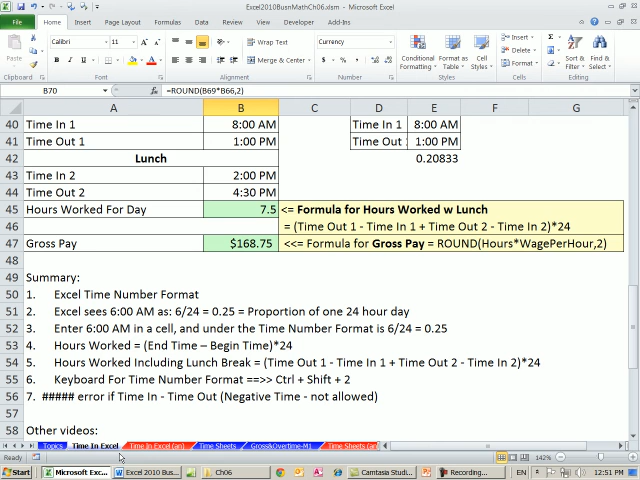 Excel2010BusnMathCh06.xlsm - Microsoft Excel
File Home Insert Page Layout Formulas Data Review View Developer Add-Ins
Calibri 11 Wrap Text Currency
Paste B I U Merge & Center $ % , Conditional Formatting Format as Table Cell Styles Insert Delete Format Sort & Filter Find & Select
Clipboard Font Alignment Number Styles Cells Editing
B70 fx =ROUND(B69*B66,2)
A B C D E F G
40 Time In 1 8:00 AM Time In 1 8:00 AM
41 Time Out 1 1:00 PM Time Out 1:00 PM
42 Lunch 0.20833
43 Time In 2 2:00 PM
44 Time Out 2 4:30 PM
45 Hours Worked For Day 7.5 <= Formula for Hours Worked w Lunch
46 = (Time Out 1 - Time In 1 + Time Out 2 - Time In 2)*24
47 Gross Pay $168.75 <<= Formula for Gross Pay = ROUND(Hours*WagePerHour,2)
48
49 Summary:
50 1. Excel Time Number Format
51 2. Excel sees 6:00 AM as: 6/24 = 0.25 = Proportion of one 24 hour day
52 3. Enter 6:00 AM in a cell, and under the Time Number Format is 6/24 = 0.25
53 4. Hours Worked = (End Time – Begin Time)*24
54 5. Hours Worked Including Lunch Break = (Time Out 1 - Time In 1 + Time Out 2 - Time In 2)*24
55 6. Keyboard For Time Number Format ==>> Ctrl + Shift + 2
56 7. ##### error if Time In - Time Out (Negative Time - not allowed)
57
58 Other videos:
Topics Time In Excel Time In Excel (an) Time Sheets Gross&Overtime-M1 Time Sheets (an
Ready 142%
Start Microsoft Exc... Excel 2010 Bus... Ch06 Camtasia Studi... Recording... EN 12:51 PM